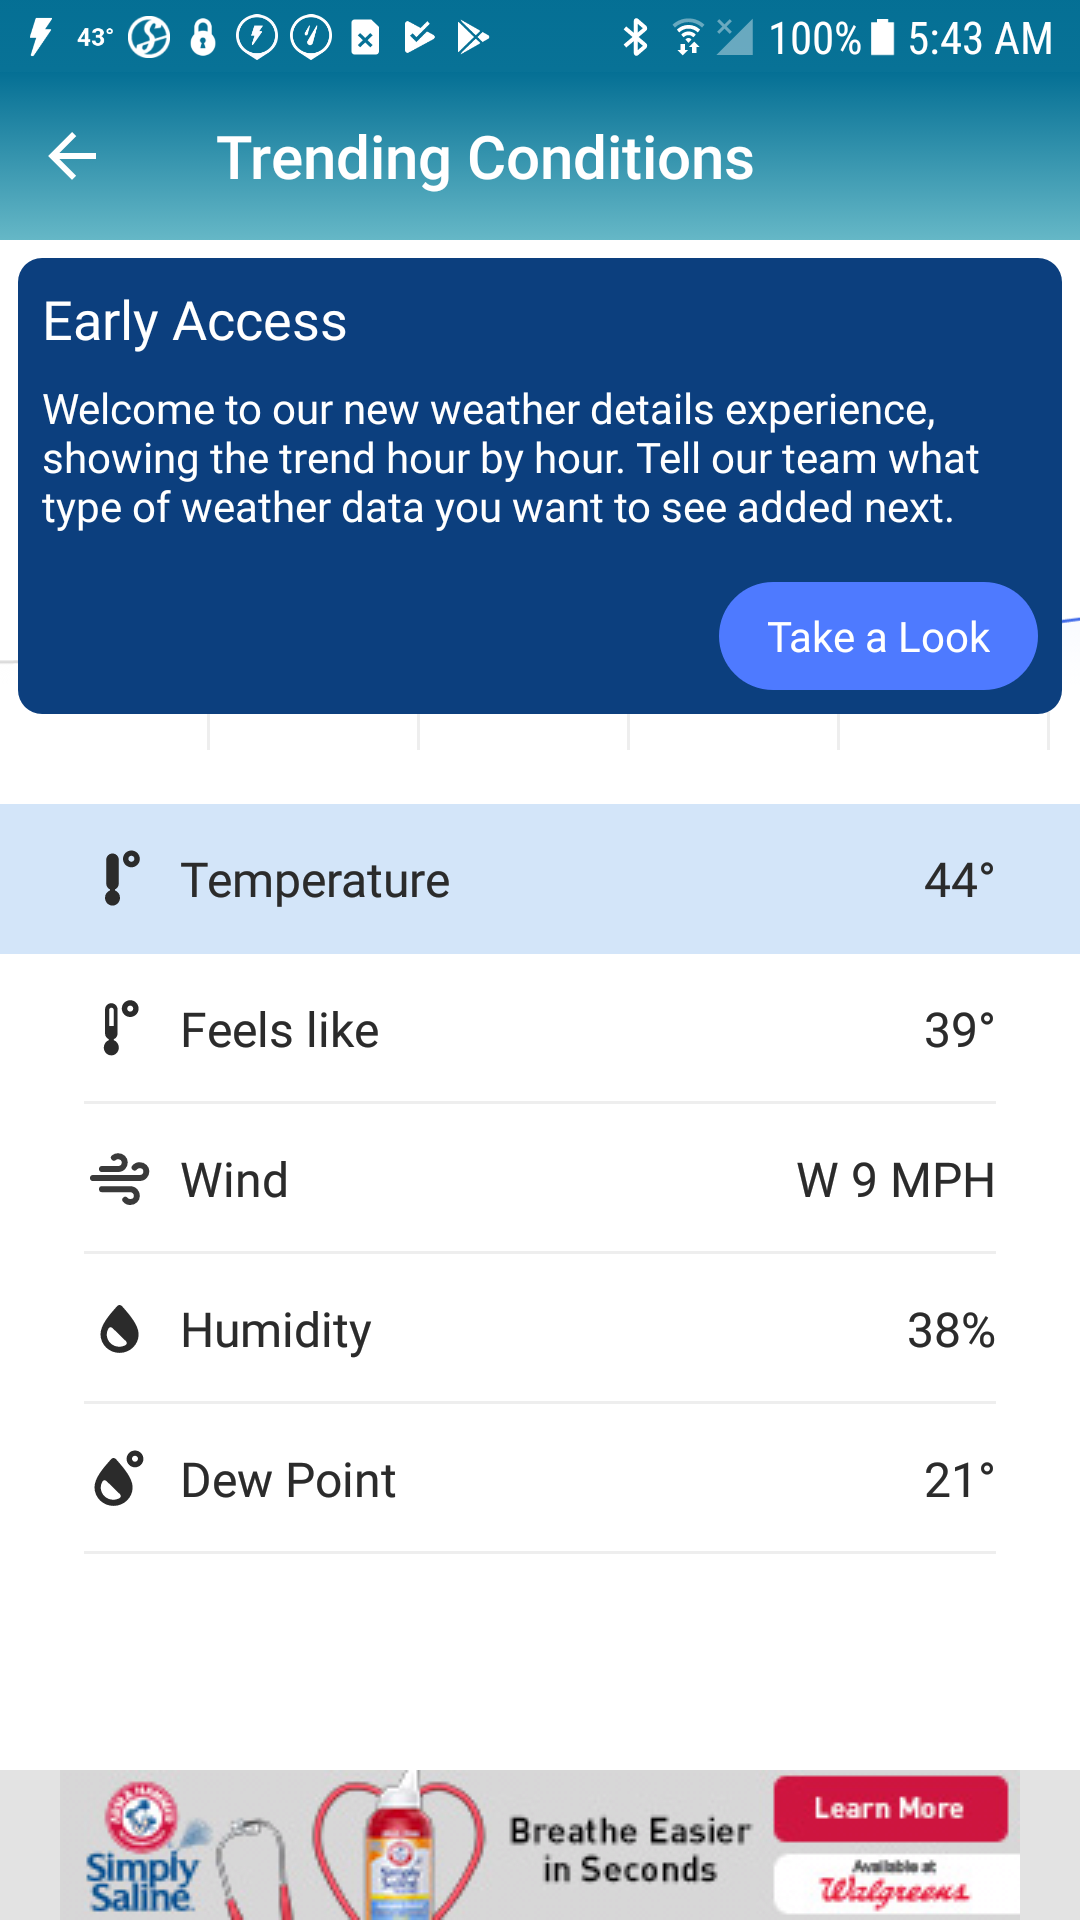 43° 100% 5:43 AM
Trending Conditions
Early Access
Welcome to our new weather details experience,
showing the trend hour by hour. Tell our team what
type of weather data you want to see added next.
Take a Look
Temperature 44°
Feels like 39°
Wind W 9 MPH
Humidity 38%
Dew Point 21°
Simply
Saline
Breathe Easier
in Seconds
Learn More
Available at
Walgreens